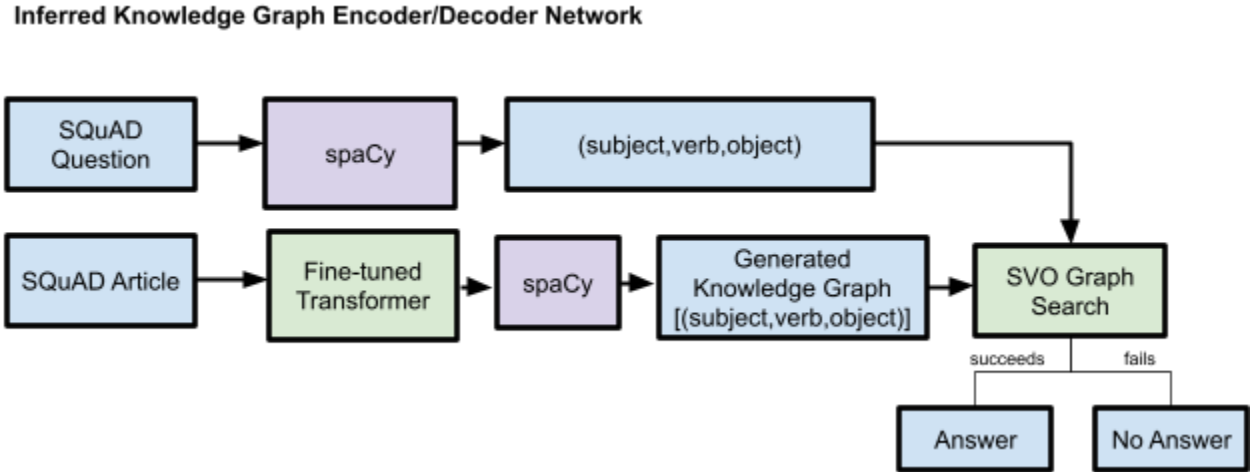 Inferred Knowledge Graph Encoder/Decoder Network
SQuAD
Question
spaCy
(subject,verb,object)
SQuAD Article
Fine-tuned
Transformer
spaCy
Generated
Knowledge Graph
[(subject,verb,object)]
SVO Graph
Search
succeeds
fails
Answer
No Answer